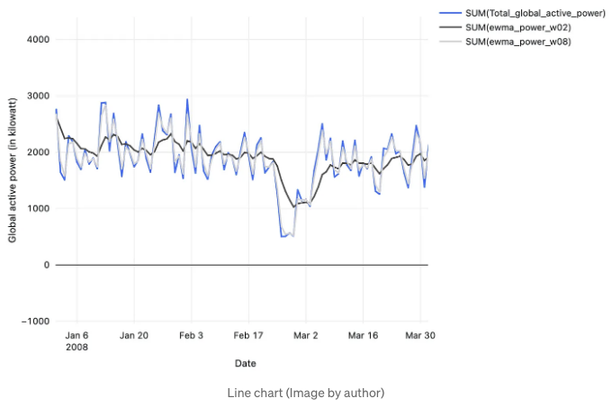 SUM(Total_global_active_power)
SUM(ewma_power_w02)
SUM(ewma_power_w08)
Global active power (in kilowatt)
4000
3000
2000
1000
0
−1000
Jan 6
2008
Jan 20
Feb 3
Feb 17
Mar 2
Mar 16
Mar 30
Date
Line chart (Image by author)